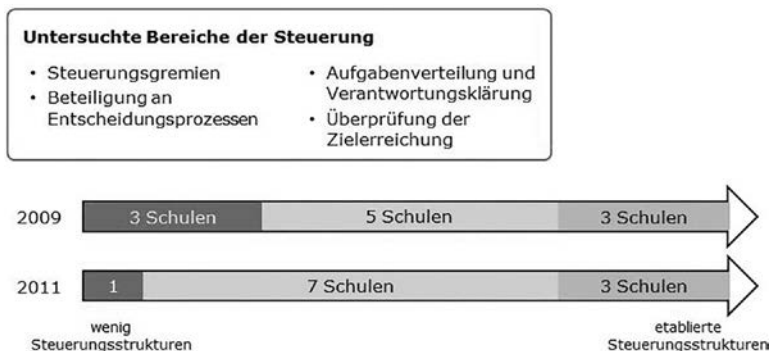 Untersuchte Bereiche der Steuerung
• Steuerungsgremien
• Beteiligung an
Entscheidungsprozessen
• Aufgabenverteilung und
Verantwortungsklärung
• Überprüfung der
Zielerreichung
2009 3 Schulen 5 Schulen 3 Schulen
2011 1 7 Schulen 3 Schulen
wenig
Steuerungsstrukturen
etablierte
Steuerungsstrukturen